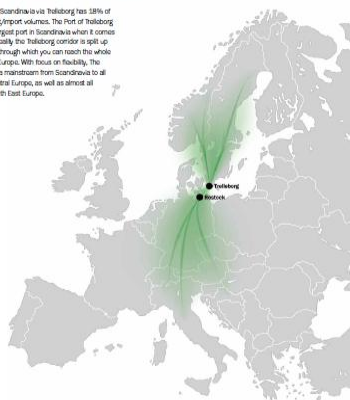 Scandinavia via Trelleborg has 18% of
/import volumes. The Port of Trelleborg
rgest port in Scandinavia when it comes
ality the Trelleborg corridor is split up
through which you can reach the whole
urope. With focus on flexibility, The
a mainstream from Scandinavia to all
tral Europe, as well as almost all
th East Europe.
Trelleborg
Rostock